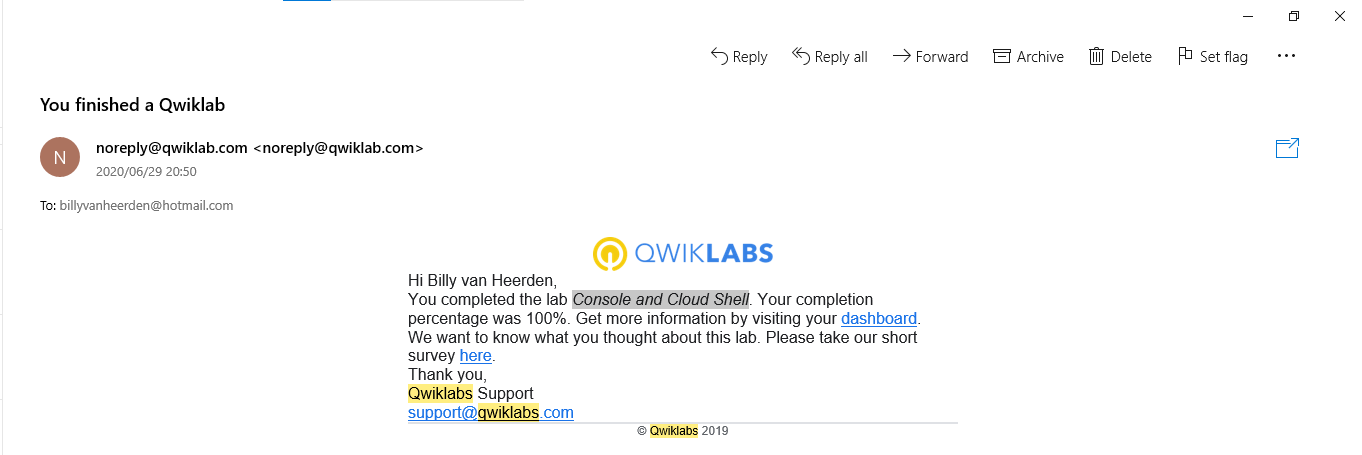 Reply
Reply all
Forward
Archive
Delete
Set flag
You finished a Qwiklab
N
noreply@qwiklab.com <noreply@qwiklab.com>
2020/06/29 20:50
To: billyvanheerden@hotmail.com
QWIKLABS
Hi Billy van Heerden,
You completed the lab Console and Cloud Shell. Your completion
percentage was 100%. Get more information by visiting your dashboard.
We want to know what you thought about this lab. Please take our short
survey here.
Thank you,
Qwiklabs Support
support@qwiklabs.com
© Qwiklabs 2019